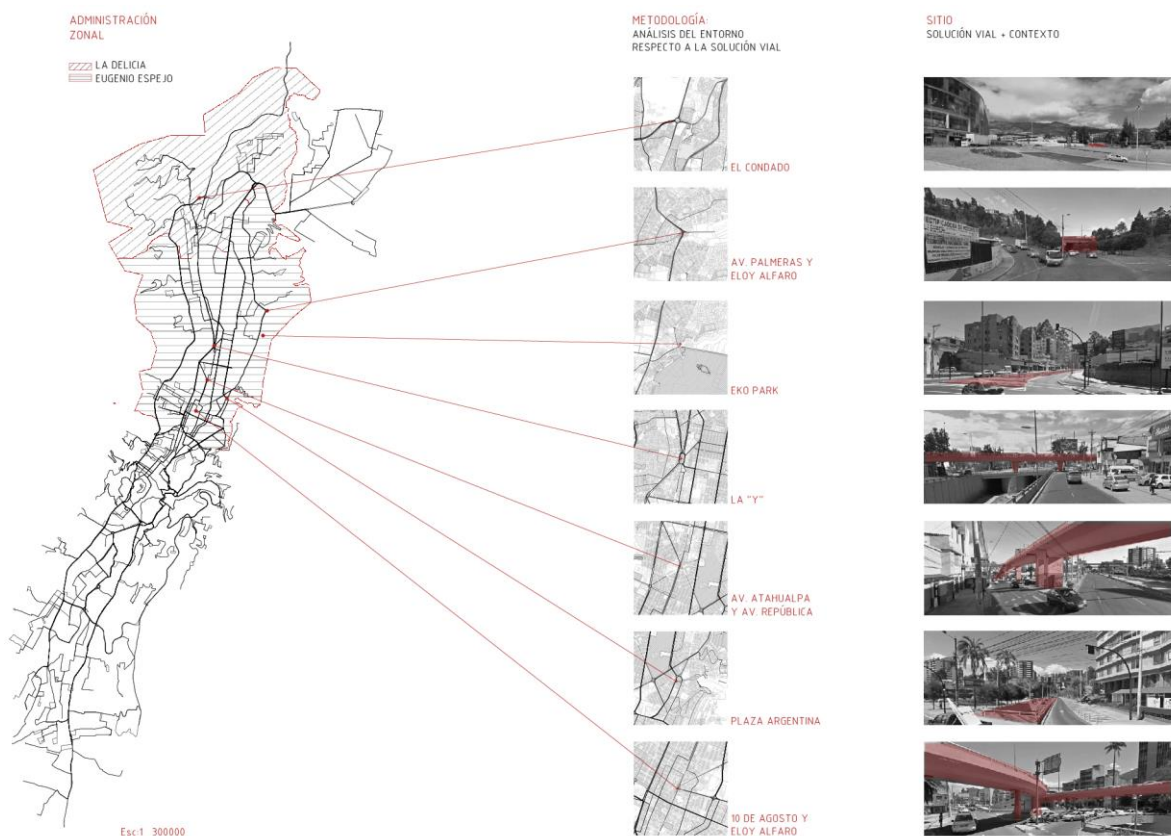 ADMINISTRACIÓN
ZONAL
LA DELICIA
EUGENIO ESPEJO
METODOLOGÍA:
ANÁLISIS DEL ENTORNO
RESPECTO A LA SOLUCIÓN VIAL
SITIO
SOLUCIÓN VIAL + CONTEXTO
EL CONDADO
AV. PALMERAS Y
ELOY ALFARO
EKO PARK
LA "Y"
AV. ATAHUALPA
Y AV. REPÚBLICA
PLAZA ARGENTINA
10 DE AGOSTO Y
ELOY ALFARO
Esc:1 300000